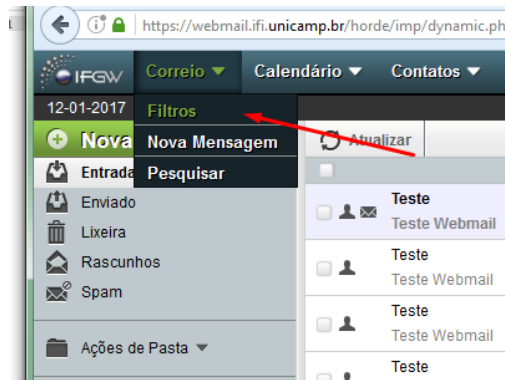 https://webmail.ifi.unicamp.br/horde/imp/dynamic.ph
IFGW Correio Calendário Contatos
12-01-2017 Filtros
Nova Nova Mensagem Atualizar
Entrada Pesquisar
Enviado
Lixeira
Rascunhos
Spam
Ações de Pasta
Teste
Teste Webmail
Teste
Teste Webmail
Teste
Teste Webmail
Teste